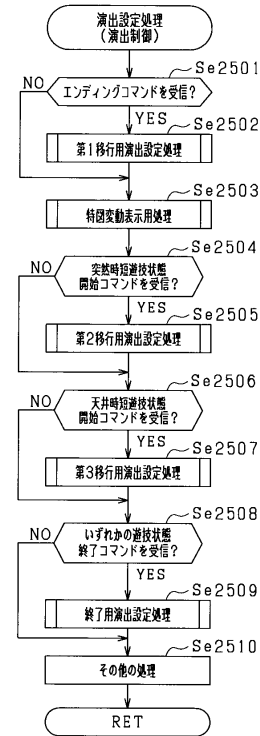 演出設定処理
(演出制御)
Se2501
NO
エンディングコマンドを受信?
YES
Se2502
第1移行用演出設定処理
Se2503
特図変動表示用処理
Se2504
NO
突然時短遊技状態
開始コマンドを受信?
YES
Se2505
第2移行用演出設定処理
Se2506
NO
天井時短遊技状態
開始コマンドを受信?
YES
Se2507
第3移行用演出設定処理
Se2508
NO
いずれかの遊技状態
終了コマンドを受信?
YES
Se2509
終了用演出設定処理
Se2510
その他の処理
RET